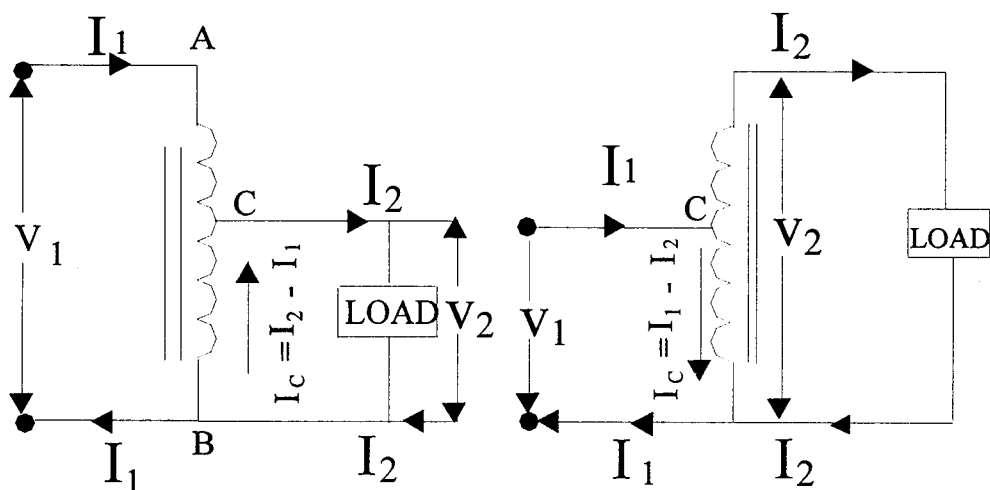 I1
A
V1
C
I2
IC = I2 - I1
LOAD
V2
I1
B
I2
I2
I1
C
V2
LOAD
V1
IC = I1 - I2
I1
I2